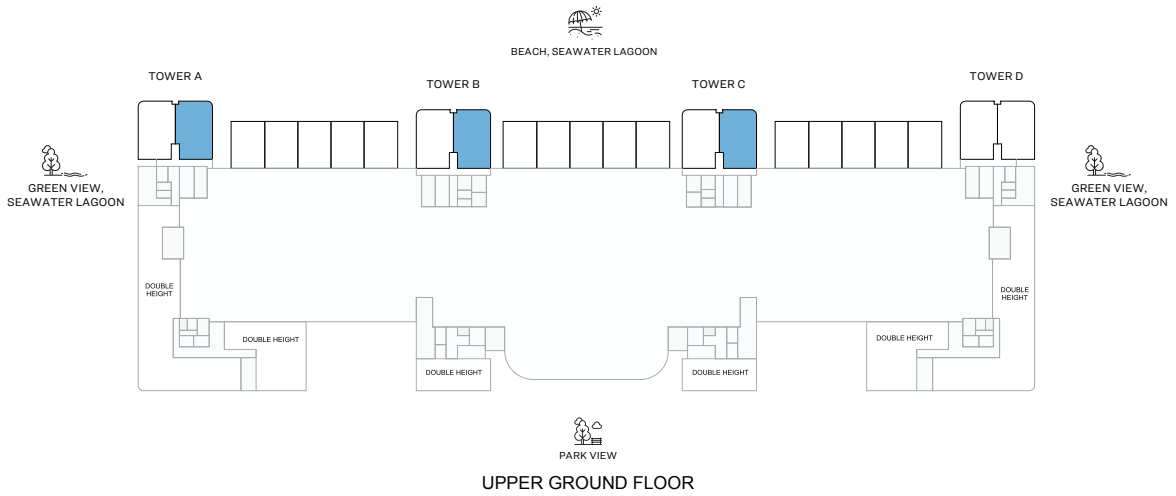 BEACH, SEAWATER LAGOON
TOWER A
TOWER B
TOWER C
TOWER D
GREEN VIEW,
SEAWATER LAGOON
GREEN VIEW,
SEAWATER LAGOON
DOUBLE
HEIGHT
DOUBLE
HEIGHT
DOUBLE HEIGHT
DOUBLE HEIGHT
DOUBLE HEIGHT
DOUBLE HEIGHT
PARK VIEW
UPPER GROUND FLOOR